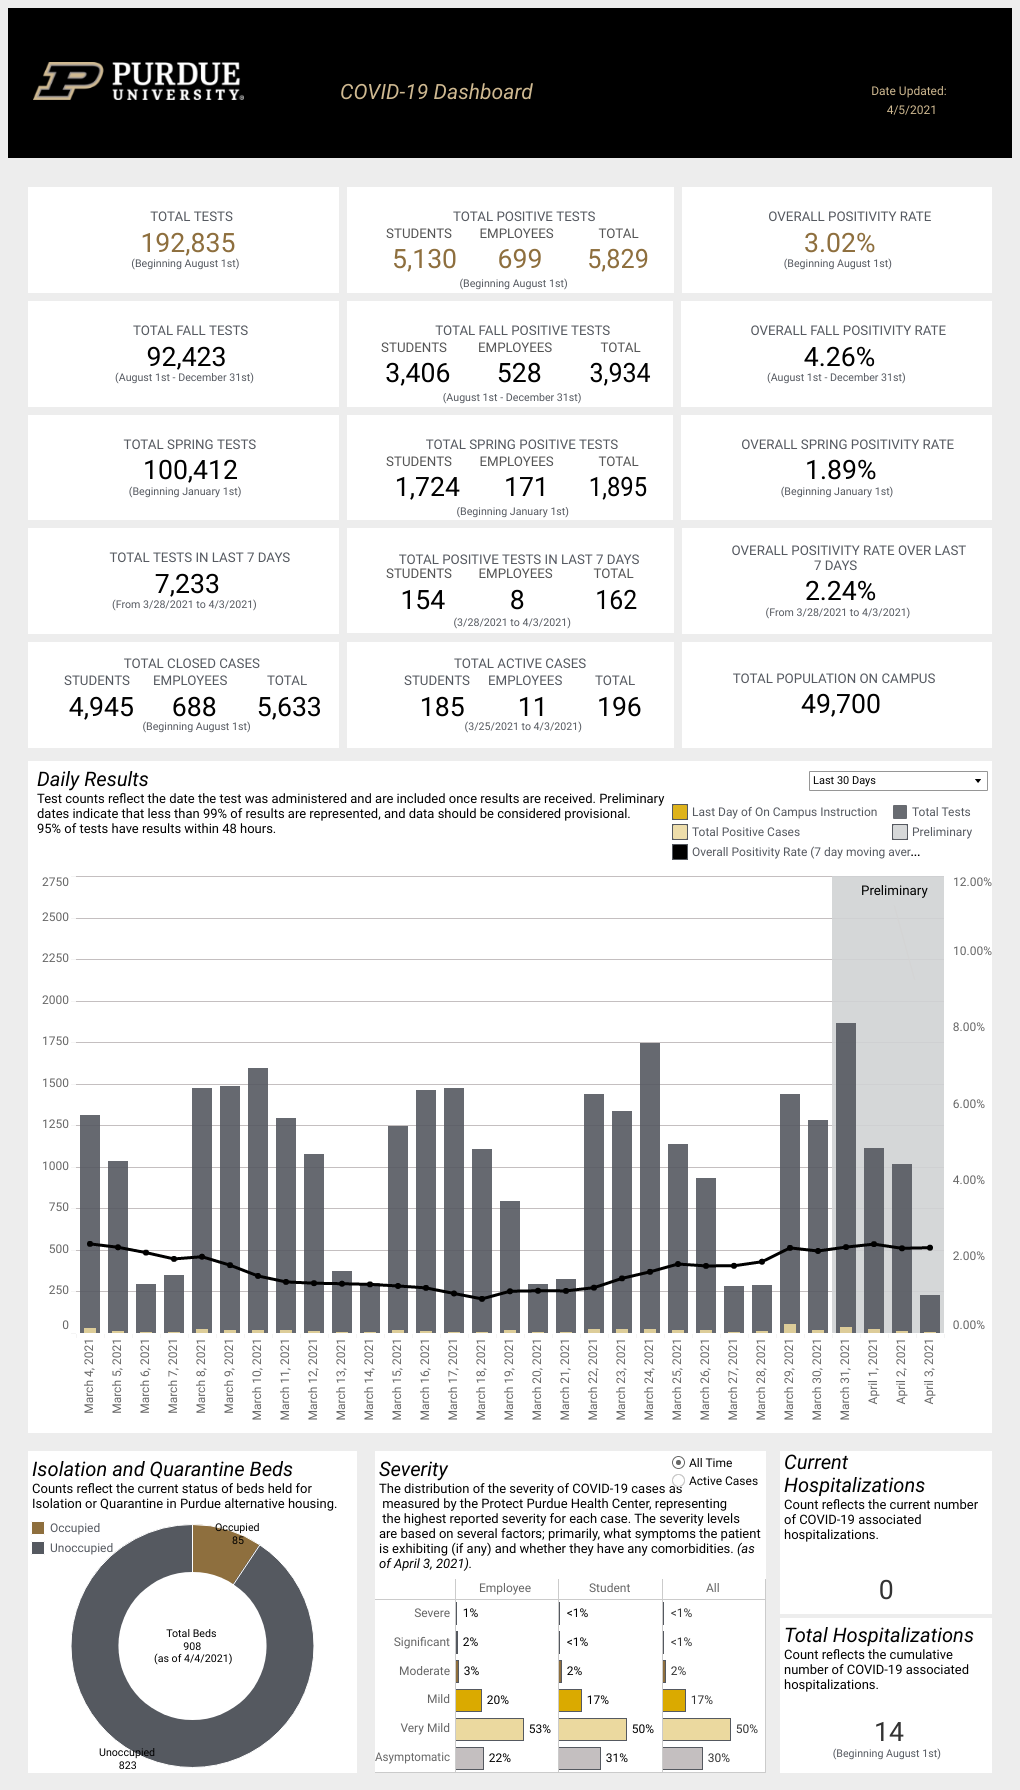 PURDUE
UNIVERSITY®
COVID-19 Dashboard
Date Updated:
4/5/2021
TOTAL TESTS
192,835
(Beginning August 1st)
TOTAL POSITIVE TESTS
STUDENTS EMPLOYEES TOTAL
5,130 699 5,829
(Beginning August 1st)
OVERALL POSITIVITY RATE
3.02%
(Beginning August 1st)
TOTAL FALL TESTS
92,423
(August 1st - December 31st)
TOTAL FALL POSITIVE TESTS
STUDENTS EMPLOYEES TOTAL
3,406 528 3,934
(August 1st - December 31st)
OVERALL FALL POSITIVITY RATE
4.26%
(August 1st - December 31st)
TOTAL SPRING TESTS
100,412
(Beginning January 1st)
TOTAL SPRING POSITIVE TESTS
STUDENTS EMPLOYEES TOTAL
1,724 171 1,895
(Beginning January 1st)
OVERALL SPRING POSITIVITY RATE
1.89%
(Beginning January 1st)
TOTAL TESTS IN LAST 7 DAYS
7,233
(From 3/28/2021 to 4/3/2021)
TOTAL POSITIVE TESTS IN LAST 7 DAYS
STUDENTS EMPLOYEES TOTAL
154 8 162
(3/28/2021 to 4/3/2021)
OVERALL POSITIVITY RATE OVER LAST
7 DAYS
2.24%
(From 3/28/2021 to 4/3/2021)
TOTAL CLOSED CASES
STUDENTS EMPLOYEES TOTAL
4,945 688 5,633
(Beginning August 1st)
TOTAL ACTIVE CASES
STUDENTS EMPLOYEES TOTAL
185 11 196
(3/25/2021 to 4/3/2021)
TOTAL POPULATION ON CAMPUS
49,700
Daily Results
Test counts reflect the date the test was administered and are included once results are received. Preliminary
dates indicate that less than 99% of results are represented, and data should be considered provisional.
95% of tests have results within 48 hours.
Last 30 Days
Last Day of On Campus Instruction
Total Tests
Total Positive Cases
Preliminary
Overall Positivity Rate (7 day moving aver...
Preliminary
2750
2500
2250
2000
1750
1500
1250
1000
750
500
250
0
12.00%
10.00%
8.00%
6.00%
4.00%
2.00%
0.00%
March 4, 2021
March 5, 2021
March 6, 2021
March 7, 2021
March 8, 2021
March 9, 2021
March 10, 2021
March 11, 2021
March 12, 2021
March 13, 2021
March 14, 2021
March 15, 2021
March 16, 2021
March 17, 2021
March 18, 2021
March 19, 2021
March 20, 2021
March 21, 2021
March 22, 2021
March 23, 2021
March 24, 2021
March 25, 2021
March 26, 2021
March 27, 2021
March 28, 2021
March 29, 2021
March 30, 2021
March 31, 2021
April 1, 2021
April 2, 2021
April 3, 2021
Isolation and Quarantine Beds
Counts reflect the current status of beds held for
Isolation or Quarantine in Purdue alternative housing.
Occupied
Unoccupied
Occupied
85
Total Beds
908
(as of 4/4/2021)
Unoccupied
823
Severity
All Time
Active Cases
The distribution of the severity of COVID-19 cases as
measured by the Protect Purdue Health Center, representing
the highest reported severity for each case. The severity levels
are based on several factors; primarily, what symptoms the patient
is exhibiting (if any) and whether they have any comorbidities. (as
of April 3, 2021).
Employee Student All
Severe 1% <1% <1%
Significant 2% <1% <1%
Moderate 3% 2% 2%
Mild 20% 17% 17%
Very Mild 53% 50% 50%
Asymptomatic 22% 31% 30%
Current
Hospitalizations
Count reflects the current number
of COVID-19 associated
hospitalizations.
0
Total Hospitalizations
Count reflects the cumulative
number of COVID-19 associated
hospitalizations.
14
(Beginning August 1st)